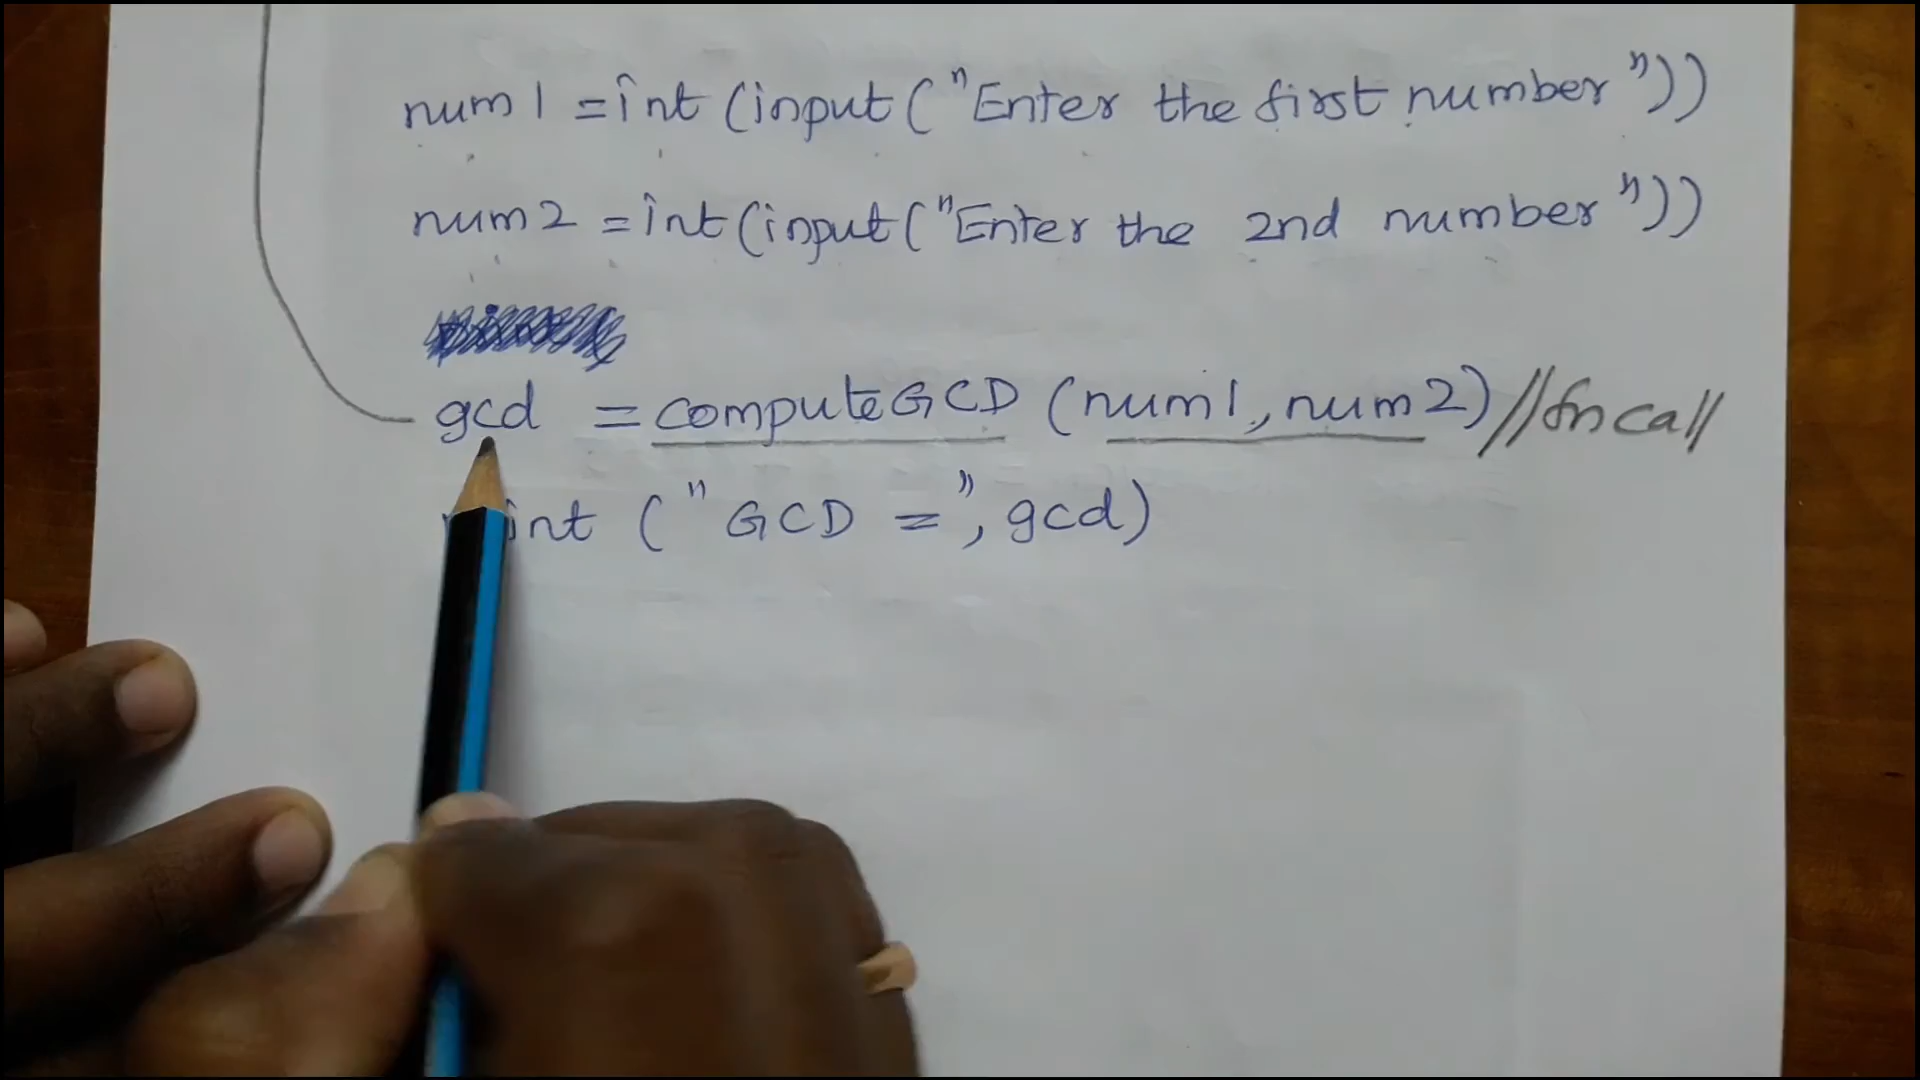 num1 =int (input ("Enter the first number"))
num2 =int(input("Enter the 2nd number"))
gcd = computeGCD (num1, num2) //fn call
print ("GCD =", gcd)